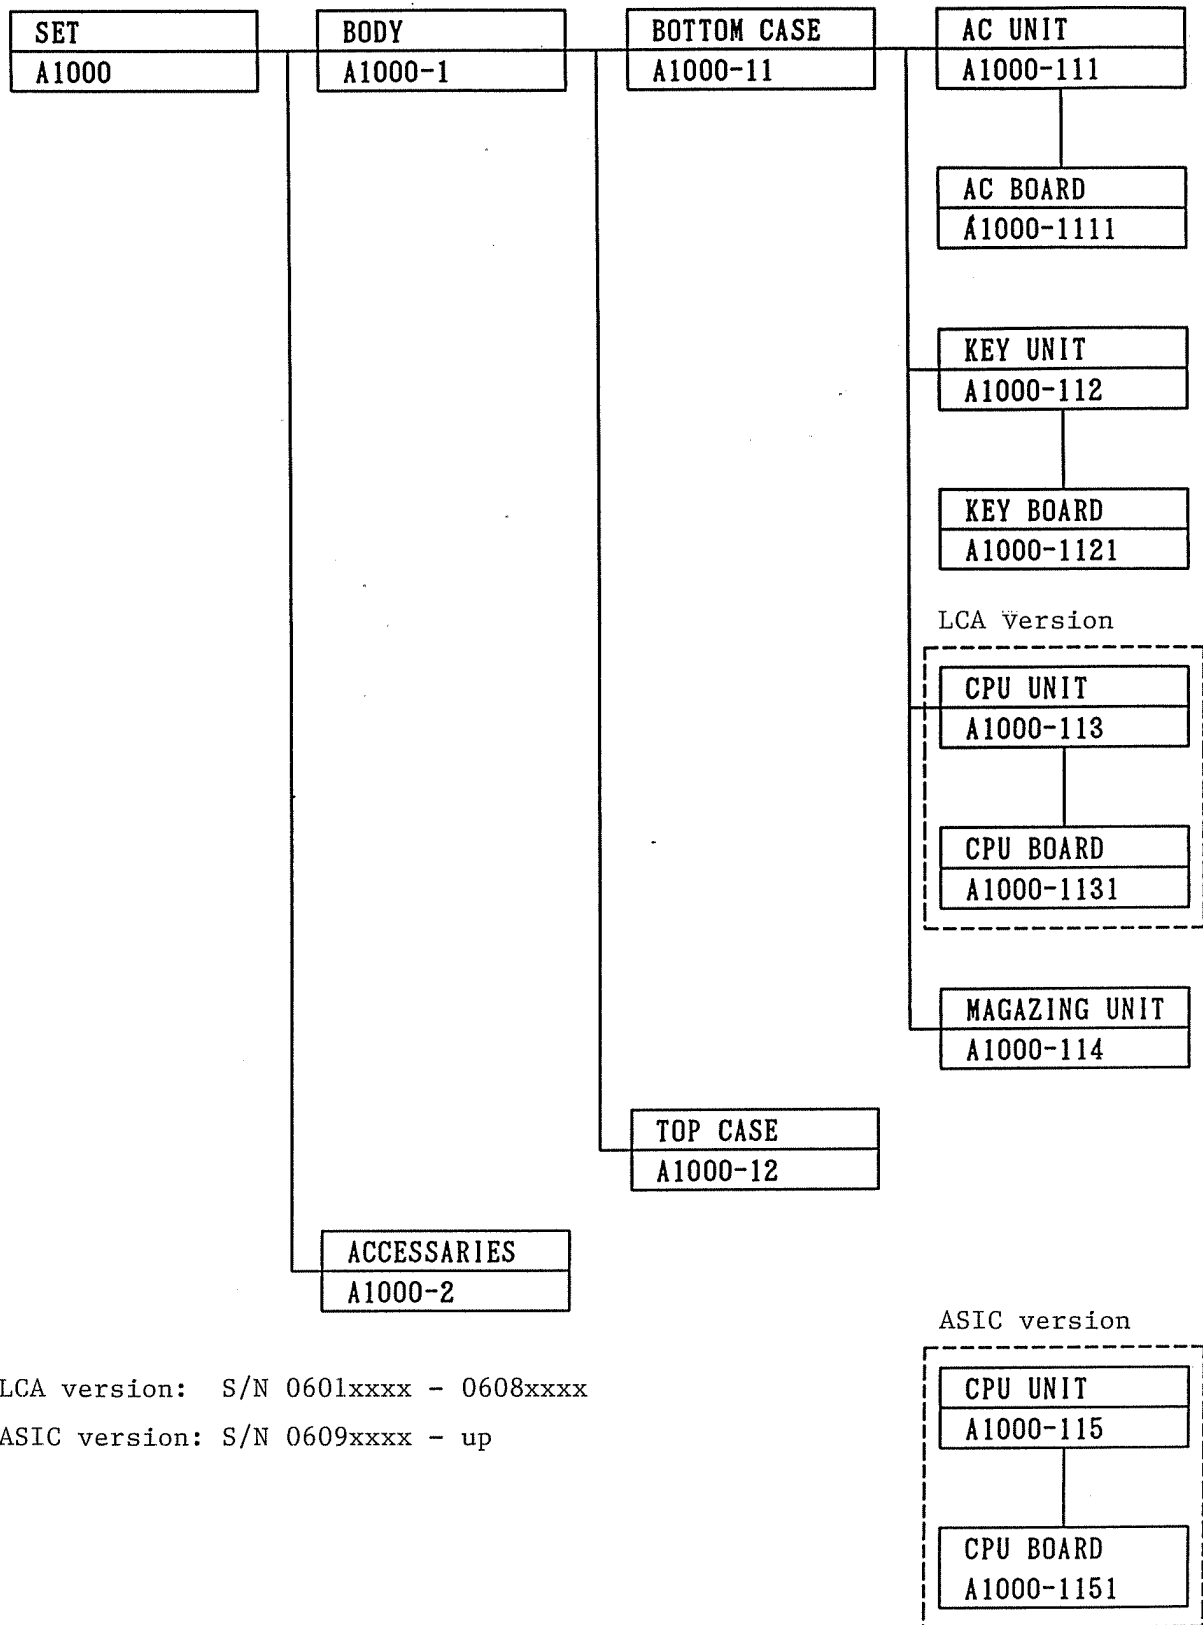 SET
A1000
BODY
A1000-1
BOTTOM CASE
A1000-11
AC UNIT
A1000-111
AC BOARD
A1000-1111
KEY UNIT
A1000-112
KEY BOARD
A1000-1121
LCA version
CPU UNIT
A1000-113
CPU BOARD
A1000-1131
MAGAZING UNIT
A1000-114
TOP CASE
A1000-12
ACCESSARIES
A1000-2
LCA version: S/N 0601xxxx - 0608xxxx
ASIC version: S/N 0609xxxx - up
ASIC version
CPU UNIT
A1000-115
CPU BOARD
A1000-1151